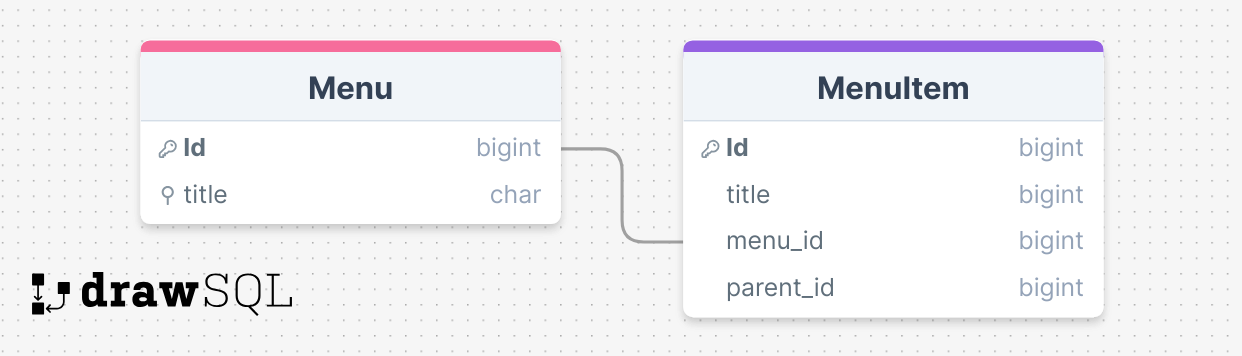 Menu
Id bigint
title char
MenuItem
Id bigint
title bigint
menu_id bigint
parent_id bigint
drawSQL